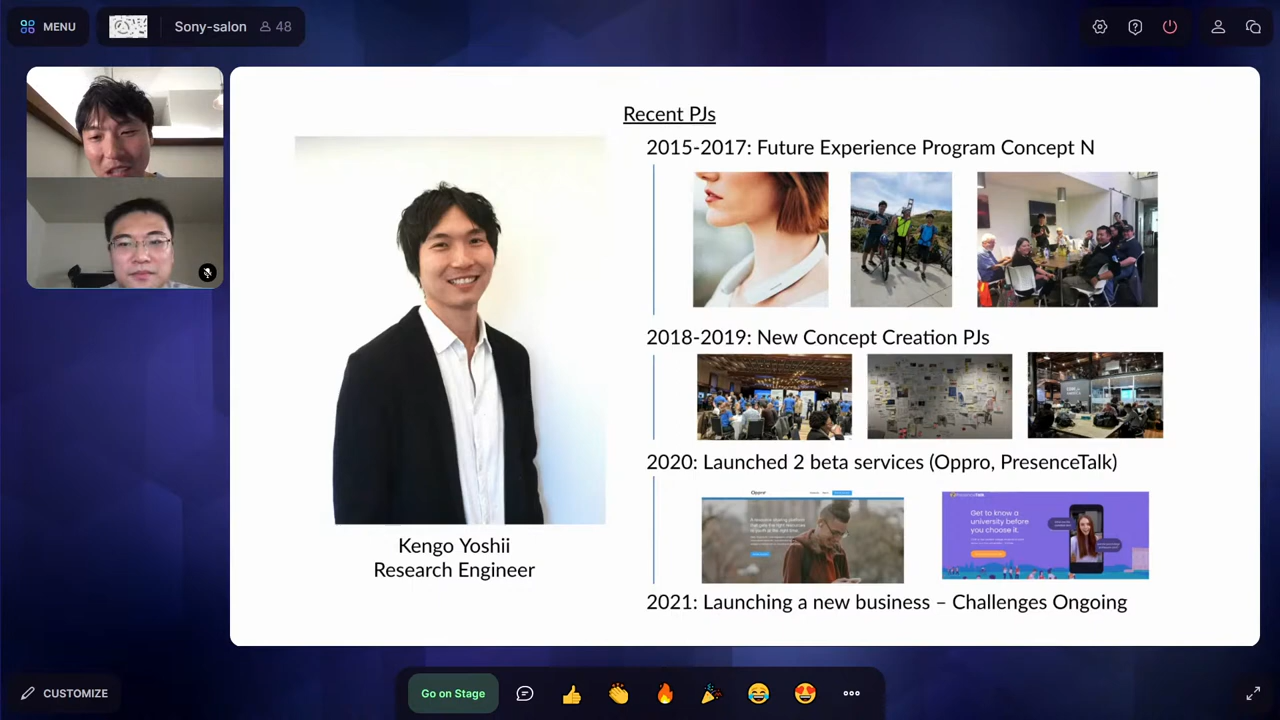 MENU
Sony-salon
48
Recent PJs
2015-2017: Future Experience Program Concept N
2018-2019: New Concept Creation PJs
2020: Launched 2 beta services (Oppro, PresenceTalk)
Oppro
Get to know a
university before
you choose it.
Kengo Yoshii
Research Engineer
2021: Launching a new business – Challenges Ongoing
CUSTOMIZE
Go on Stage